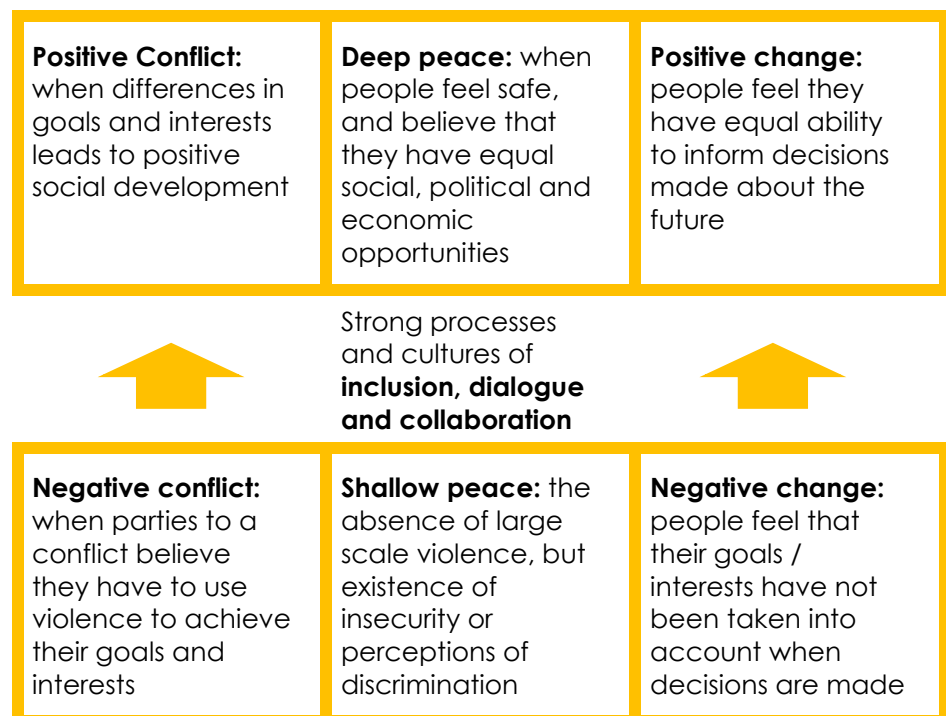 Positive Conflict:
when differences in
goals and interests
leads to positive
social development
Deep peace: when
people feel safe,
and believe that
they have equal
social, political and
economic
opportunities
Positive change:
people feel they
have equal ability
to inform decisions
made about the
future
Strong processes
and cultures of
inclusion, dialogue
and collaboration
Negative conflict:
when parties to a
conflict believe
they have to use
violence to achieve
their goals and
interests
Shallow peace: the
absence of large
scale violence, but
existence of
insecurity or
perceptions of
discrimination
Negative change:
people feel that
their goals /
interests have not
been taken into
account when
decisions are made